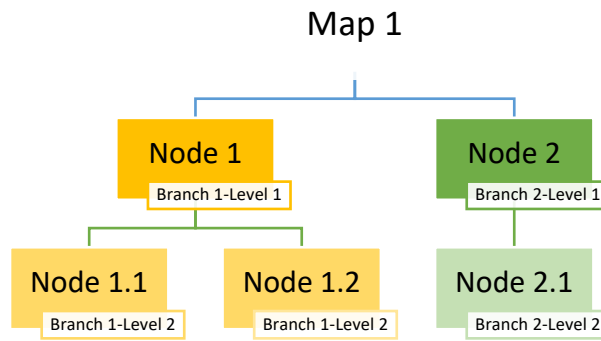 Map 1
Node 1
Branch 1-Level 1
Node 2
Branch 2-Level 1
Node 1.1
Branch 1-Level 2
Node 1.2
Branch 1-Level 2
Node 2.1
Branch 2-Level 2